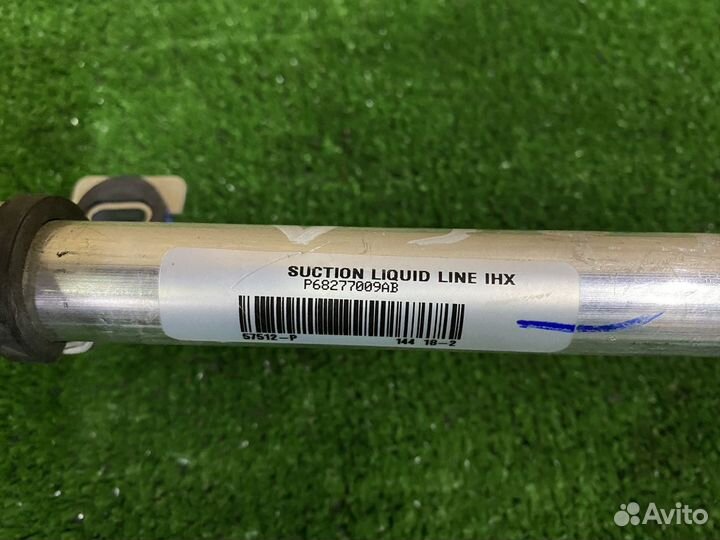 SUCTION LIQUID LINE IHX
P68277009AB
57512-P 144 18-2
Avito